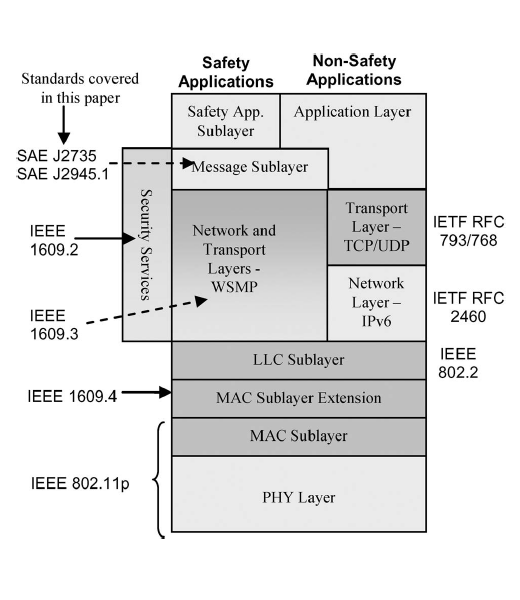 Safety
Applications
Non-Safety
Applications
Standards covered
in this paper
Safety App.
Sublayer
Application Layer
SAE J2735
SAE J2945.1
Message Sublayer
Security Services
IEEE
1609.2
Network and
Transport
Layers -
WSMP
Transport
Layer –
TCP/UDP
IETF RFC
793/768
IEEE
1609.3
Network
Layer –
IPv6
IETF RFC
2460
LLC Sublayer
IEEE
802.2
IEEE 1609.4
MAC Sublayer Extension
MAC Sublayer
IEEE 802.11p
PHY Layer